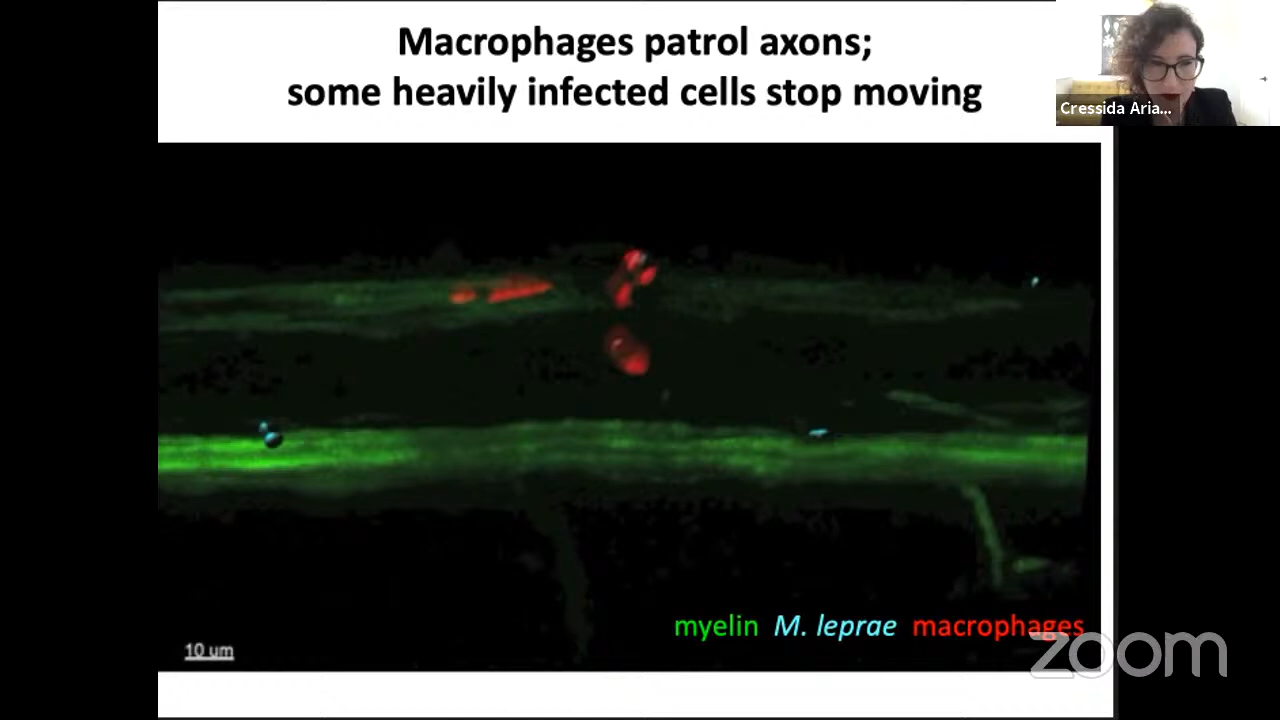 Macrophages patrol axons;
some heavily infected cells stop moving
Cressida Aria...
myelin M. leprae macrophages
10 um
zoom